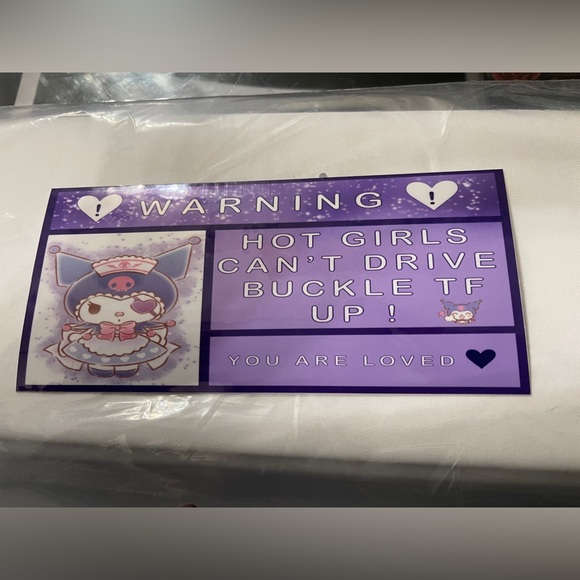 ! WARNING !
HOT GIRLS
CAN'T DRIVE
BUCKLE TF
UP !
YOU ARE LOVED